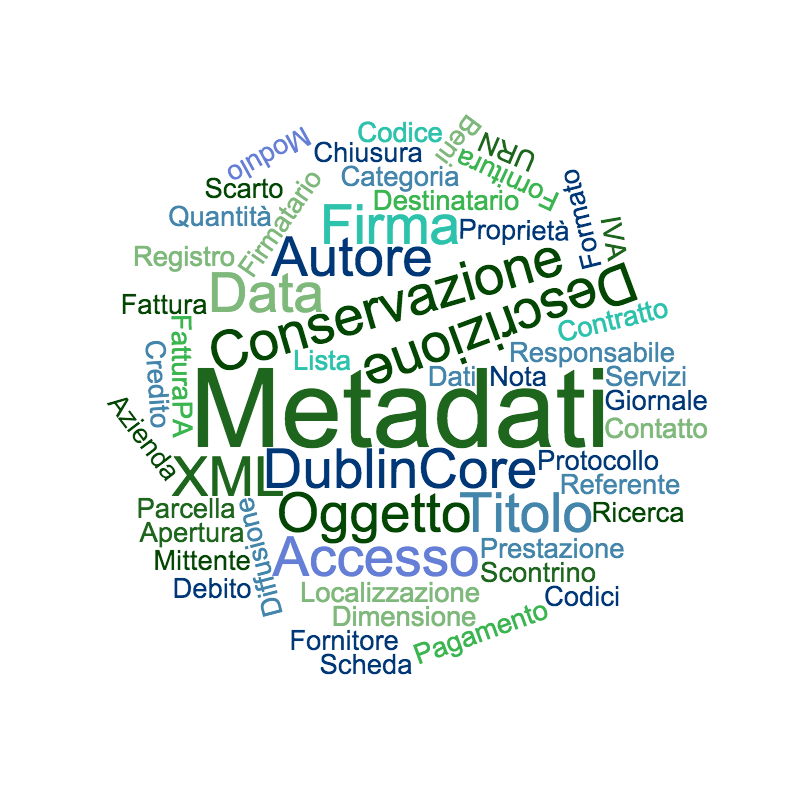 Codice
Beni
URN
Modulo
Chiusura
Fornitura
Categoria
Scarto
Firmatario
Destinatario
Formato
Quantità
Firma
Proprietà
IVA
Registro
Autore
Data
Conservazione
Descrizione
Fattura
FatturaPA
Contratto
Lista
Responsabile
Credito
Metadati
Dati
Nota
Servizi
Giornale
Azienda
Contatto
XML
DublinCore
Protocollo
Referente
Parcella
Oggetto
Titolo
Ricerca
Apertura
Diffusione
Accesso
Prestazione
Mittente
Scontrino
Debito
Localizzazione
Codici
Dimensione
Pagamento
Fornitore
Scheda